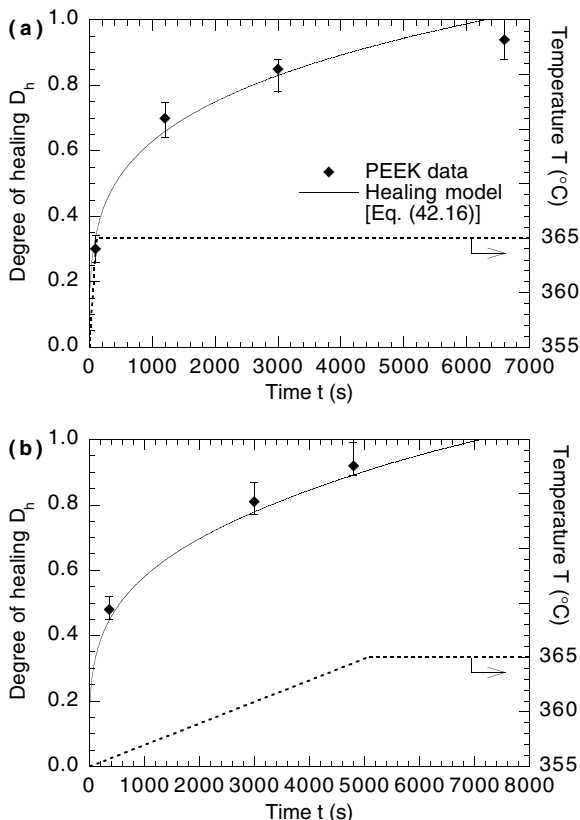 (a)
Degree of healing Dh
1.0
0.8
0.6
0.4
0.2
0.0
PEEK data
Healing model
[Eq. (42.16)]
365
360
355
Temperature T (°C)
0 1000 2000 3000 4000 5000 6000 7000
Time t (s)
(b)
Degree of healing Dh
1.0
0.8
0.6
0.4
0.2
0.0
365
360
355
Temperature T (°C)
0 1000 2000 3000 4000 5000 6000 7000 8000
Time t (s)